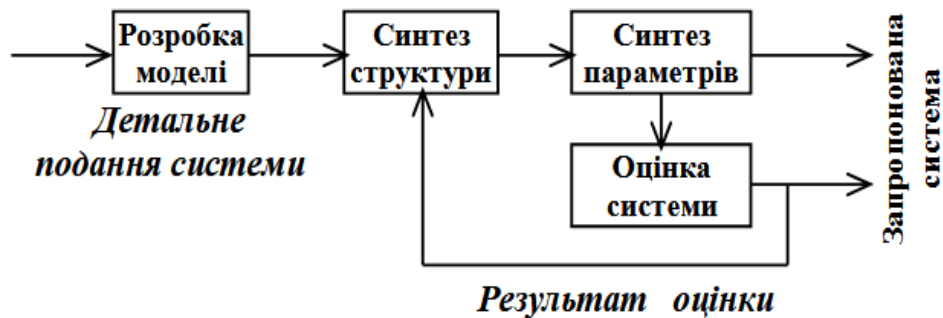 Розробка
моделі
Синтез
структури
Синтез
параметрів
Детальне
подання системи
Оцінка
системи
Запропонована
система
Результат оцінки